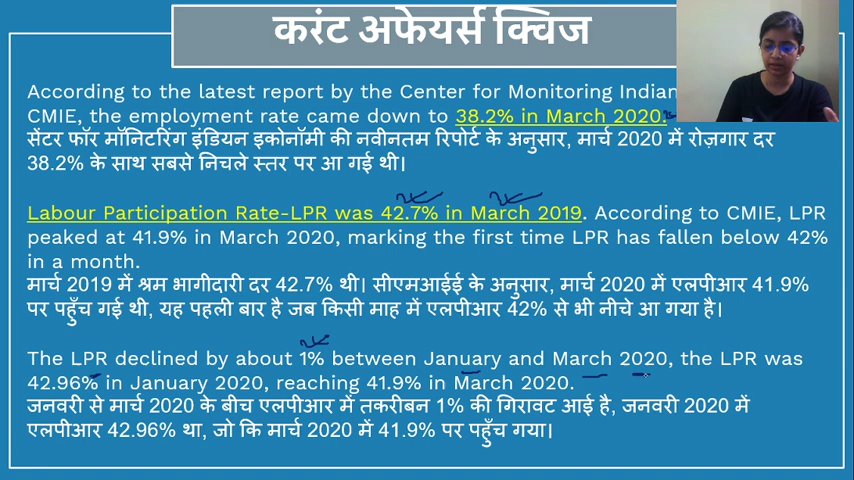 करंट अफेयर्स क्विज
According to the latest report by the Center for Monitoring Indian
CMIE, the employment rate came down to 38.2% in March 2020.
सेंटर फॉर मॉनिटरिंग इंडियन इकोनॉमी की नवीनतम रिपोर्ट के अनुसार, मार्च 2020 में रोज़गार दर
38.2% के साथ सबसे निचले स्तर पर आ गई थी।
Labour Participation Rate-LPR was 42.7% in March 2019. According to CMIE, LPR
peaked at 41.9% in March 2020, marking the first time LPR has fallen below 42%
in a month.
मार्च 2019 में श्रम भागीदारी दर 42.7% थी। सीएमआईई के अनुसार, मार्च 2020 में एलपीआर 41.9%
पर पहुँच गई थी, यह पहली बार है जब किसी माह में एलपीआर 42% से भी नीचे आ गया है।
The LPR declined by about 1% between January and March 2020, the LPR was
42.96% in January 2020, reaching 41.9% in March 2020.
जनवरी से मार्च 2020 के बीच एलपीआर में तकरीबन 1% की गिरावट आई है, जनवरी 2020 में
एलपीआर 42.96% था, जो कि मार्च 2020 में 41.9% पर पहुँच गया।